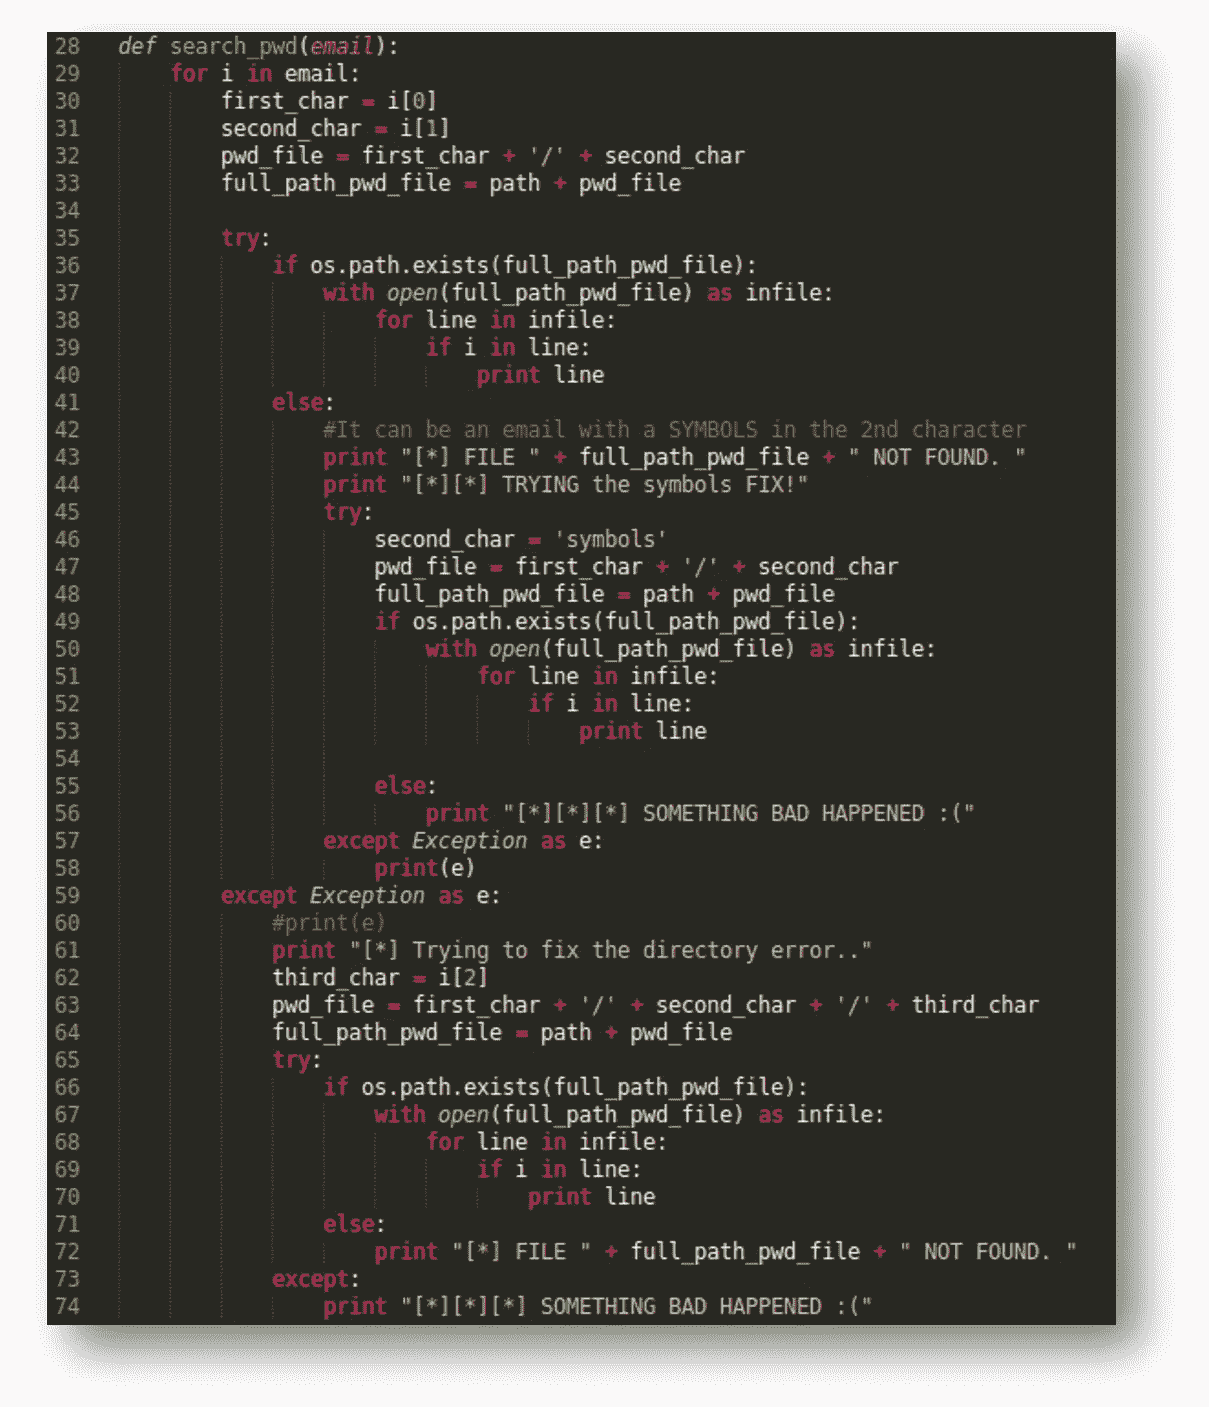 28 def search_pwd(email):
29 for i in email:
30 first_char = i[0]
31 second_char = i[1]
32 pwd_file = first_char + '/' + second_char
33 full_path_pwd_file = path + pwd_file
34
35 try:
36 if os.path.exists(full_path_pwd_file):
37 with open(full_path_pwd_file) as infile:
38 for line in infile:
39 if i in line:
40 print line
41 else:
42 #It can be an email with a SYMBOLS in the 2nd character
43 print "[*] FILE " + full_path_pwd_file + " NOT FOUND. "
44 print "[*][*] TRYING the symbols FIX!"
45 try:
46 second_char = 'symbols'
47 pwd_file = first_char + '/' + second_char
48 full_path_pwd_file = path + pwd_file
49 if os.path.exists(full_path_pwd_file):
50 with open(full_path_pwd_file) as infile:
51 for line in infile:
52 if i in line:
53 print line
54
55 else:
56 print "[*][*][*] SOMETHING BAD HAPPENED :("
57 except Exception as e:
58 print(e)
59 except Exception as e:
60 #print(e)
61 print "[*] Trying to fix the directory error.."
62 third_char = i[2]
63 pwd_file = first_char + '/' + second_char + '/' + third_char
64 full_path_pwd_file = path + pwd_file
65 try:
66 if os.path.exists(full_path_pwd_file):
67 with open(full_path_pwd_file) as infile:
68 for line in infile:
69 if i in line:
70 print line
71 else:
72 print "[*] FILE " + full_path_pwd_file + " NOT FOUND. "
73 except:
74 print "[*][*][*] SOMETHING BAD HAPPENED :("